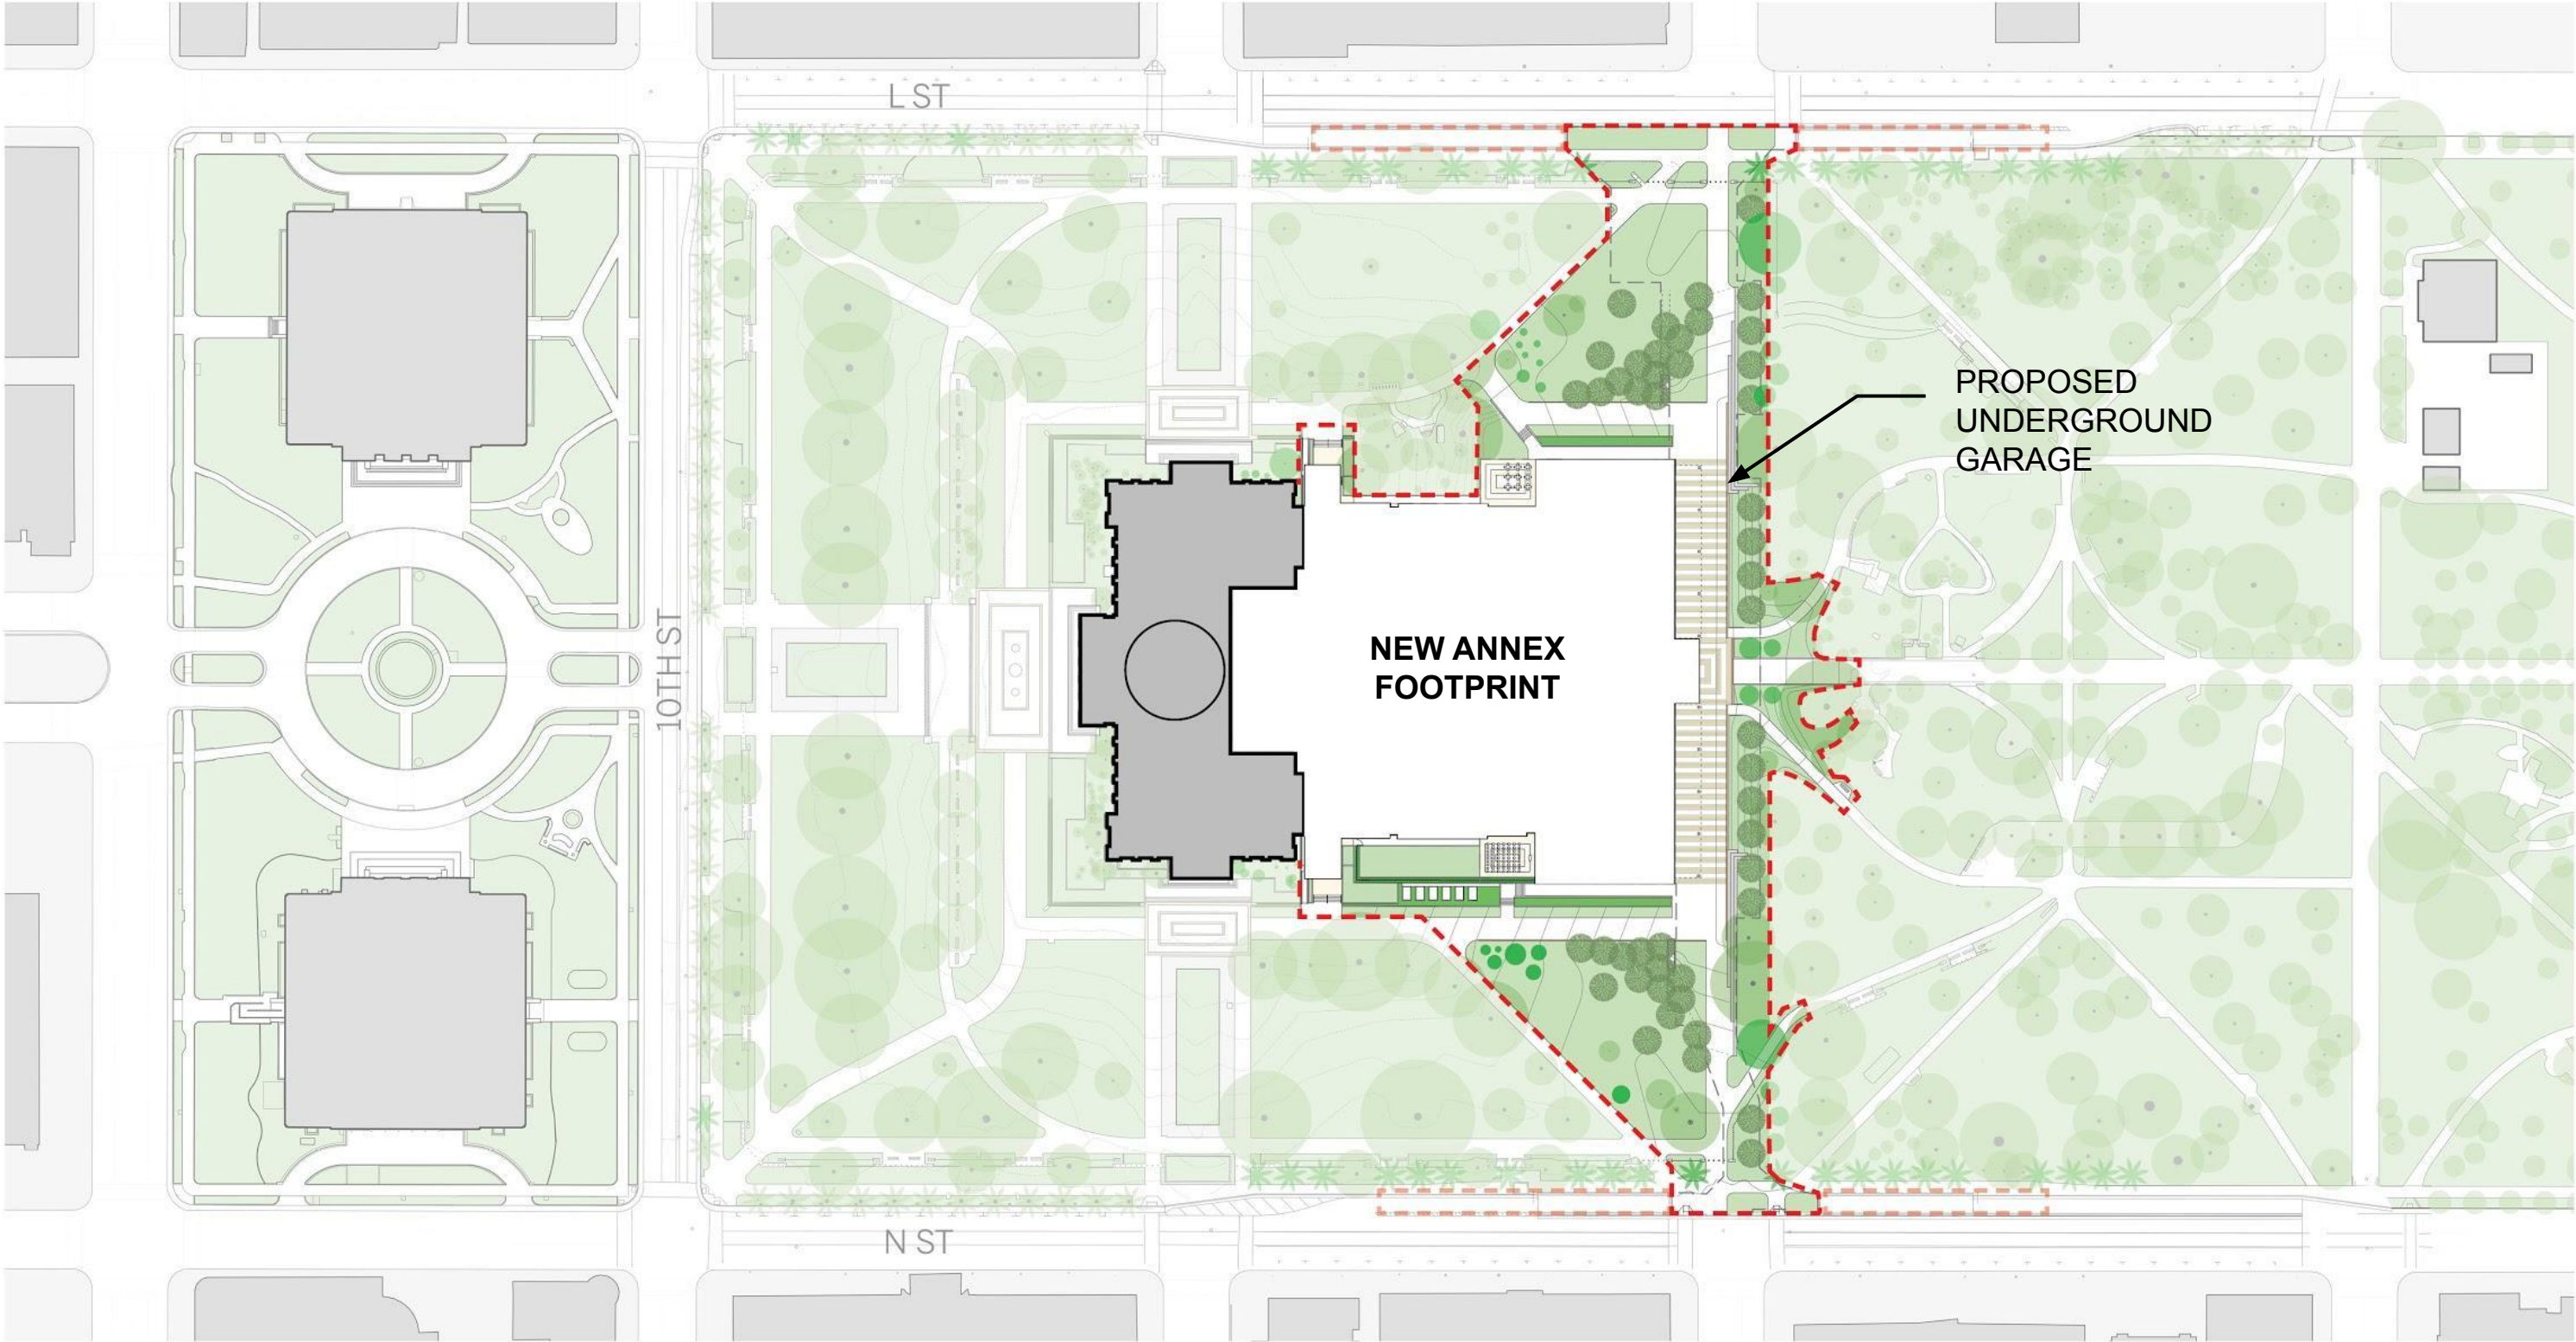 L ST
PROPOSED
UNDERGROUND
GARAGE
10TH ST
NEW ANNEX
FOOTPRINT
N ST